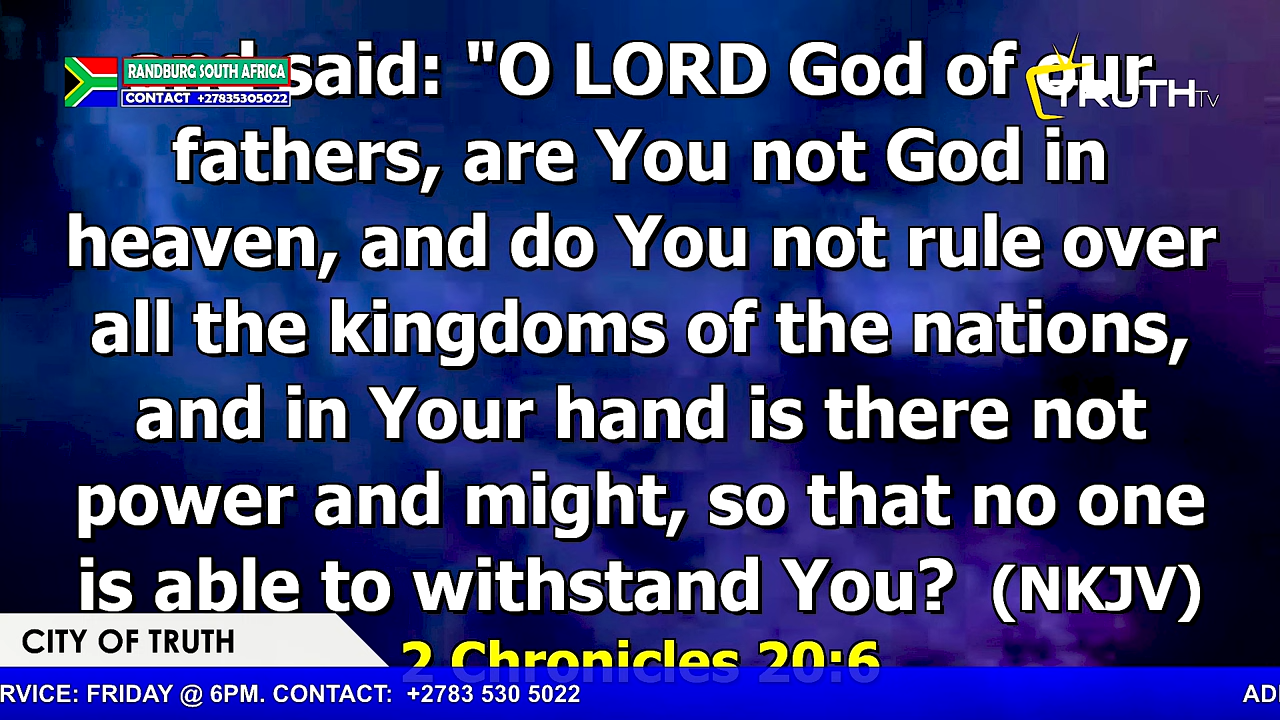 and said: "O LORD God of our
fathers, are You not God in
heaven, and do You not rule over
all the kingdoms of the nations,
and in Your hand is there not
power and might, so that no one
is able to withstand You? (NKJV)
2 Chronicles 20:6
RANDBURG SOUTH AFRICA
CONTACT +27835305022
TRUTH TV
CITY OF TRUTH
RVICE: FRIDAY @ 6PM. CONTACT: +2783 530 5022
AD